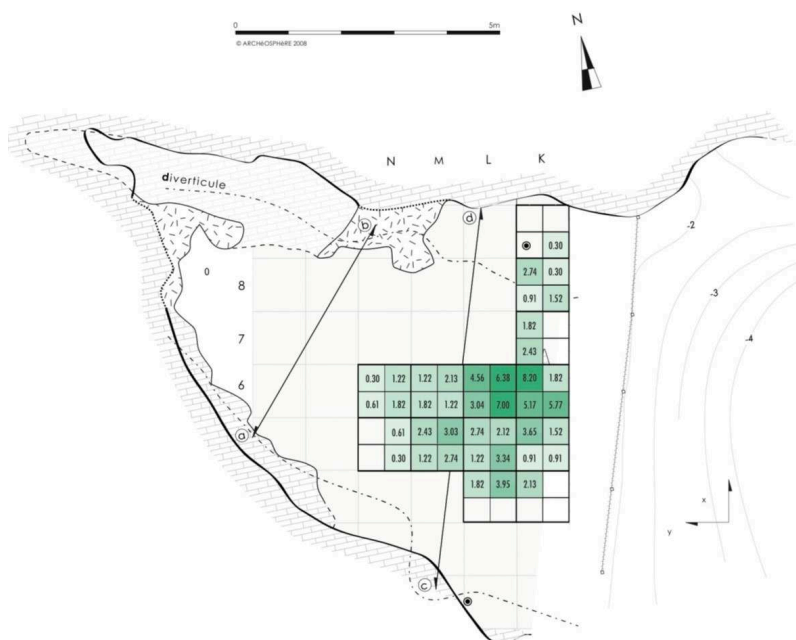 0 5m
© ARCHéOSPHèRE 2008
N
N M L K
diverticule
b d
-2
0.30
0 2.74 0.30
8 0.91 1.52
-3
7 1.82
-4
2.43
6 0.30 1.22 1.22 2.13 4.56 6.38 8.20 1.82
0.61 1.82 1.82 1.22 3.04 7.00 5.17 5.77
a 0.61 2.43 3.03 2.74 2.12 3.65 1.52
0.30 1.22 2.74 1.22 3.34 0.91 0.91
1.82 3.95 2.13
x
y
c